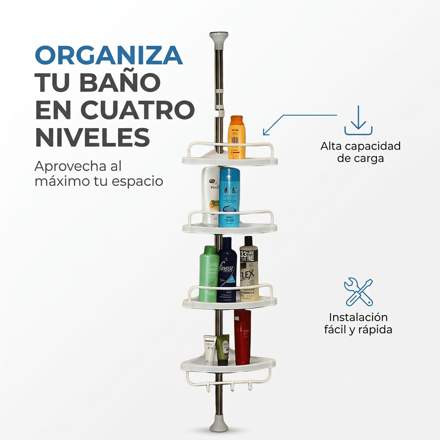 ORGANIZA
TU BAÑO
EN CUATRO
NIVELES
Aprovecha al
máximo tu espacio
Alta capacidad
de carga
Instalación
fácil y rápida